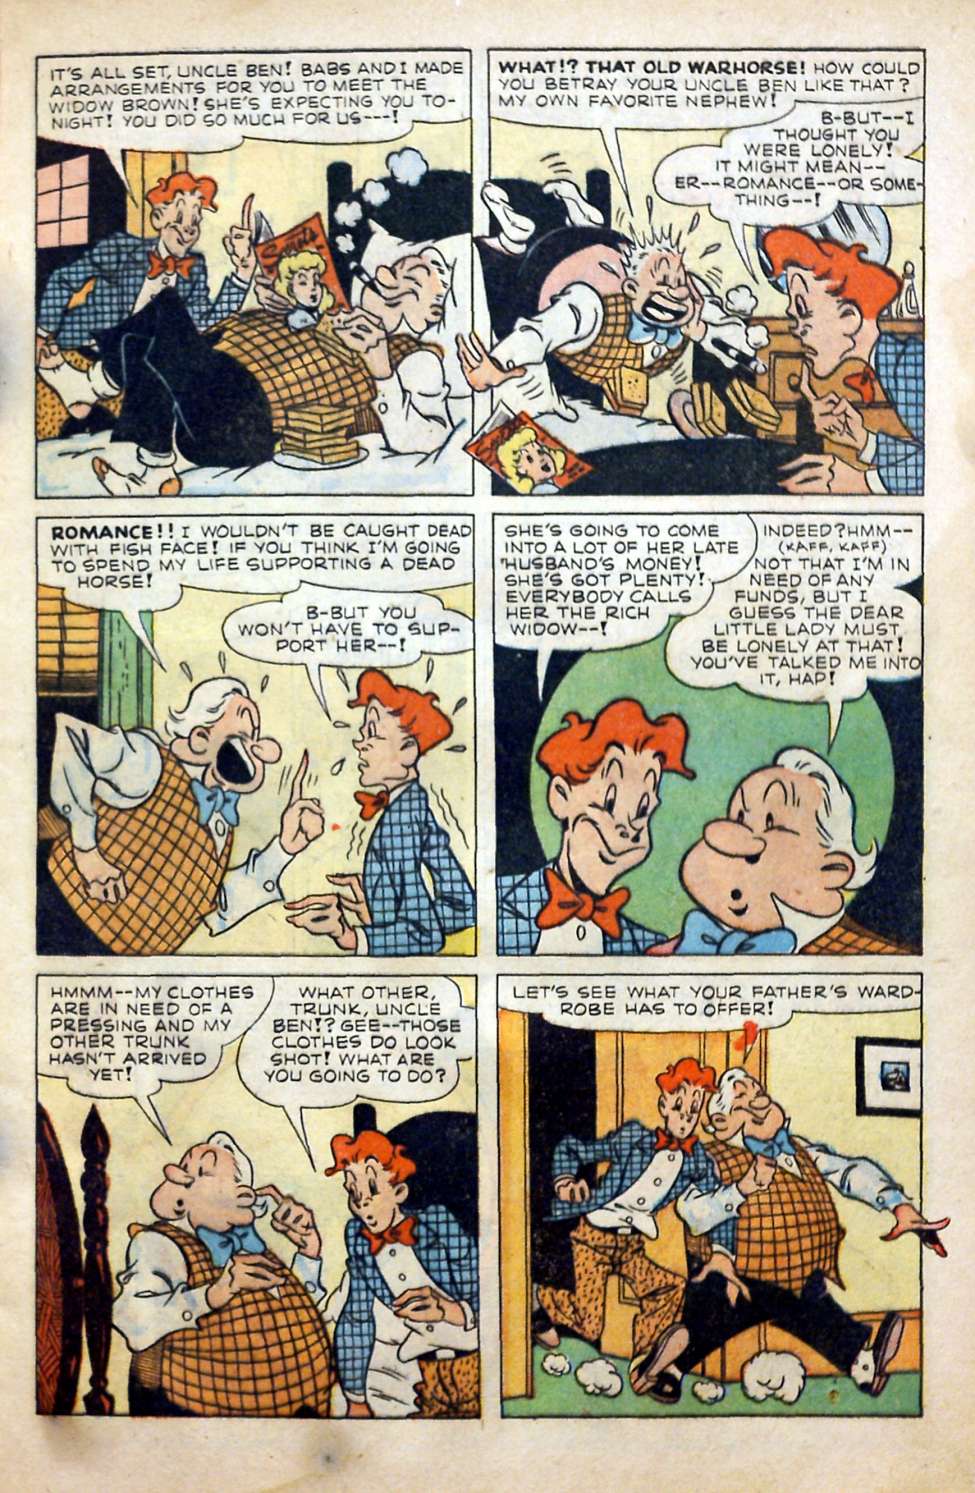 IT'S ALL SET, UNCLE BEN! BABS AND I MADE
ARRANGEMENTS FOR YOU TO MEET THE
WIDOW BROWN! SHE'S EXPECTING YOU TO-
NIGHT! YOU DID SO MUCH FOR US---!
WHAT!? THAT OLD WARHORSE! HOW COULD
YOU BETRAY YOUR UNCLE BEN LIKE THAT?
MY OWN FAVORITE NEPHEW!
B-BUT--I
THOUGHT YOU
WERE LONELY!
IT MIGHT MEAN--
ER--ROMANCE--OR SOME-
THING--!
ROMANCE!! I WOULDN'T BE CAUGHT DEAD
WITH FISH FACE! IF YOU THINK I'M GOING
TO SPEND MY LIFE SUPPORTING A DEAD
HORSE!
B-BUT YOU
WON'T HAVE TO SUP-
PORT HER--!
SHE'S GOING TO COME
INTO A LOT OF HER LATE
HUSBAND'S MONEY!
SHE'S GOT PLENTY!
EVERYBODY CALLS
HER THE RICH
WIDOW--!
INDEED? HMM--
(KAFF, KAFF)
NOT THAT I'M IN
NEED OF ANY
FUNDS, BUT I
GUESS THE DEAR
LITTLE LADY MUST
BE LONELY AT THAT!
YOU'VE TALKED ME INTO
IT, HAP!
HMMM--MY CLOTHES
ARE IN NEED OF A
PRESSING AND MY
OTHER TRUNK
HASN'T ARRIVED
YET!
WHAT OTHER,
TRUNK, UNCLE
BEN!? GEE--THOSE
CLOTHES DO LOOK
SHOT! WHAT ARE
YOU GOING TO DO?
LET'S SEE WHAT YOUR FATHER'S WARD-
ROBE HAS TO OFFER!